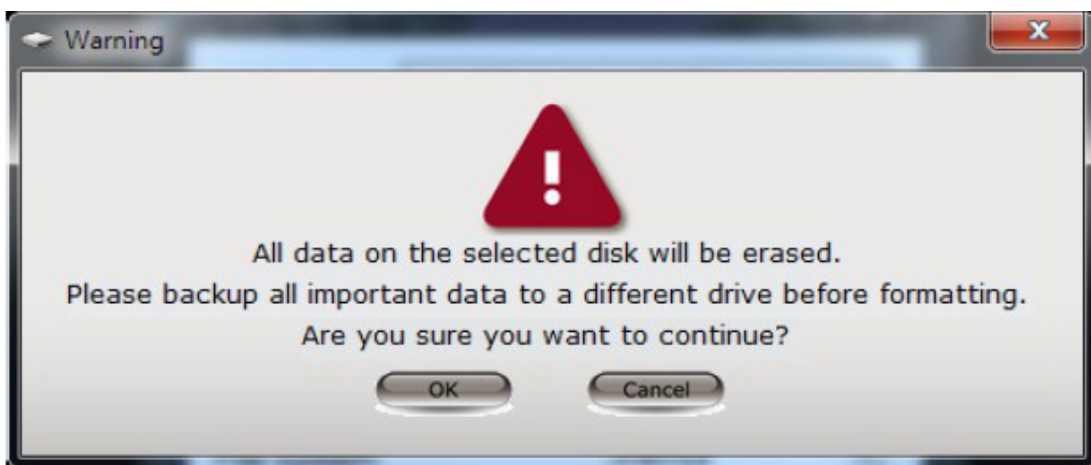 Warning
All data on the selected disk will be erased.
Please backup all important data to a different drive before formatting.
Are you sure you want to continue?
OK Cancel